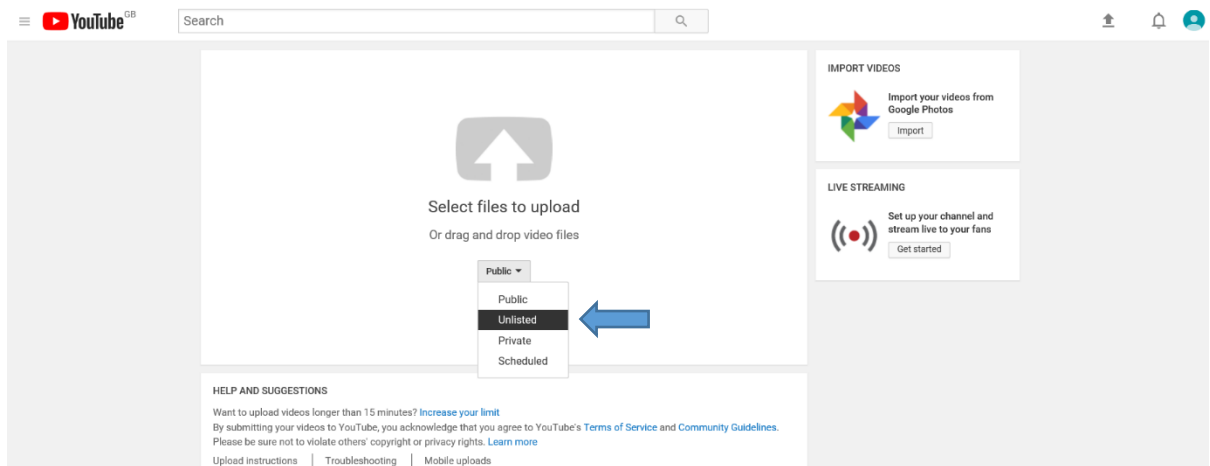 YouTube GB
Search
IMPORT VIDEOS
Import your videos from
Google Photos
Import
Select files to upload
Or drag and drop video files
Public
Public
Unlisted
Private
Scheduled
LIVE STREAMING
Set up your channel and
stream live to your fans
Get started
HELP AND SUGGESTIONS
Want to upload videos longer than 15 minutes? Increase your limit
By submitting your videos to YouTube, you acknowledge that you agree to YouTube's Terms of Service and Community Guidelines.
Please be sure not to violate others' copyright or privacy rights. Learn more
Upload instructions | Troubleshooting | Mobile uploads